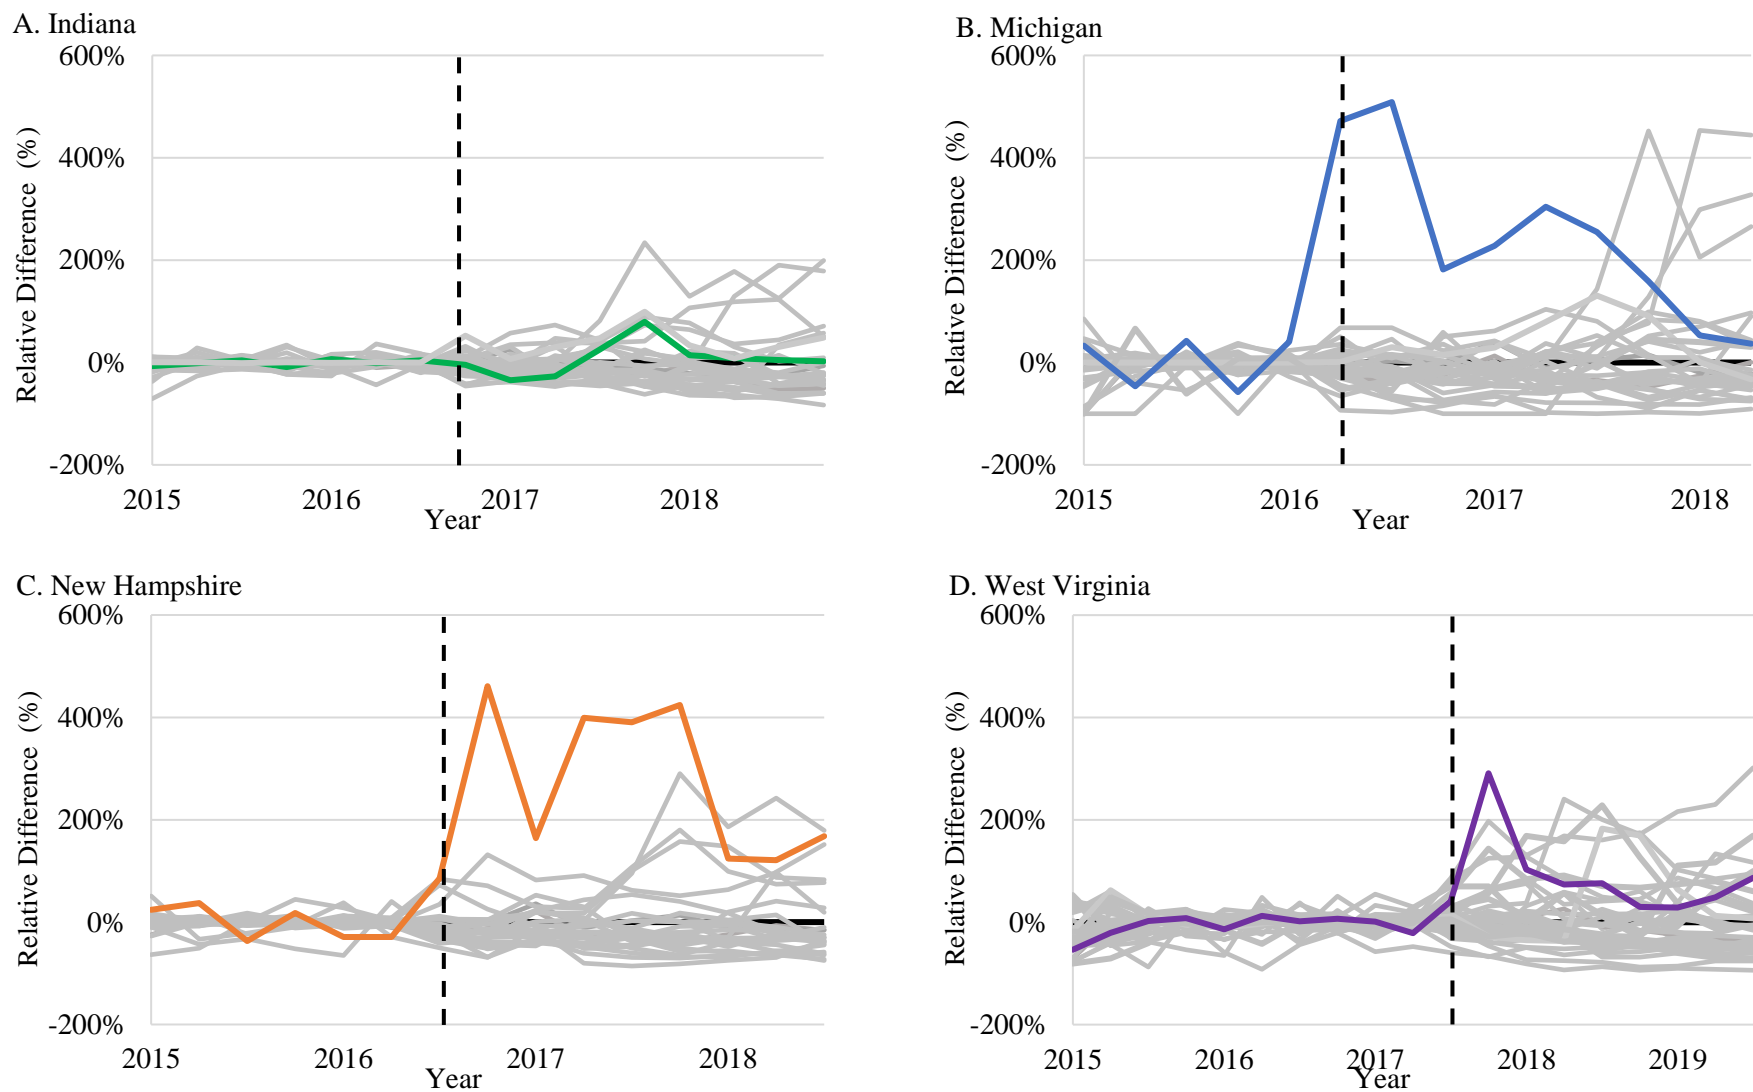 A. Indiana
600%
400%
200%
0%
-200%
Relative Difference (%)
2015 2016 2017 2018
Year
B. Michigan
600%
400%
200%
0%
-200%
Relative Difference (%)
2015 2016 2017 2018
Year
C. New Hampshire
600%
400%
200%
0%
-200%
Relative Difference (%)
2015 2016 2017 2018
Year
D. West Virginia
600%
400%
200%
0%
-200%
Relative Difference (%)
2015 2016 2017 2018 2019
Year